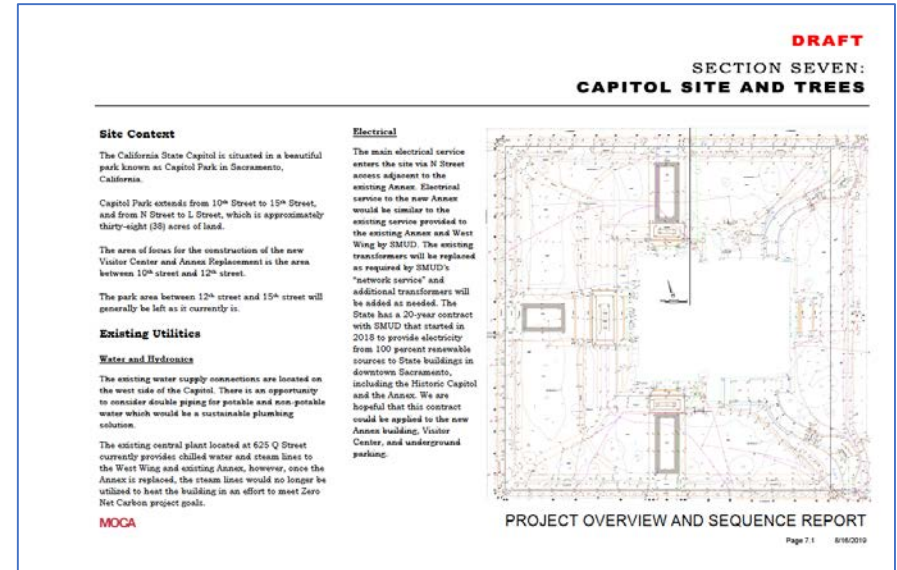 DRAFT
SECTION SEVEN:
CAPITOL SITE AND TREES
Site Context
The California State Capitol is situated in a beautiful
park known as Capitol Park in Sacramento,
California.
Capitol Park extends from 10th Street to 15th Street,
and from N Street to L Street, which is approximately
thirty-eight (38) acres of land.
The area of focus for the construction of the new
Visitor Center and Annex Replacement is the area
between 10th street and 12th street.
The park area between 12th street and 15th street will
generally be left as it currently is.
Existing Utilities
Water and Hydronics
The existing water supply connections are located on
the west side of the Capitol. There is an opportunity
to consider double piping for potable and non-potable
water which would be a sustainable plumbing
solution.
The existing central plant located at 625 Q Street
currently provides chilled water and steam lines to
the West Wing and existing Annex, however, once the
Annex is replaced, the steam lines would no longer be
utilized to heat the building in an effort to meet Zero
Net Carbon project goals.
Electrical
The main electrical service
enters the site via N Street
access adjacent to the
existing Annex. Electrical
service to the new Annex
would be similar to the
existing service provided to
the existing Annex and West
Wing by SMUD. The existing
transformers will be replaced
as required by SMUD's
"network service" and
additional transformers will
be added as needed. The
State has a 20-year contract
with SMUD that started in
2018 to provide electricity
from 100 percent renewable
sources to State buildings in
downtown Sacramento,
including the Historic Capitol
and the Annex. We are
hopeful that this contract
could be applied to the new
Annex building, Visitor
Center, and underground
parking.
MOCA
PROJECT OVERVIEW AND SEQUENCE REPORT
Page 7.1 8/16/2019